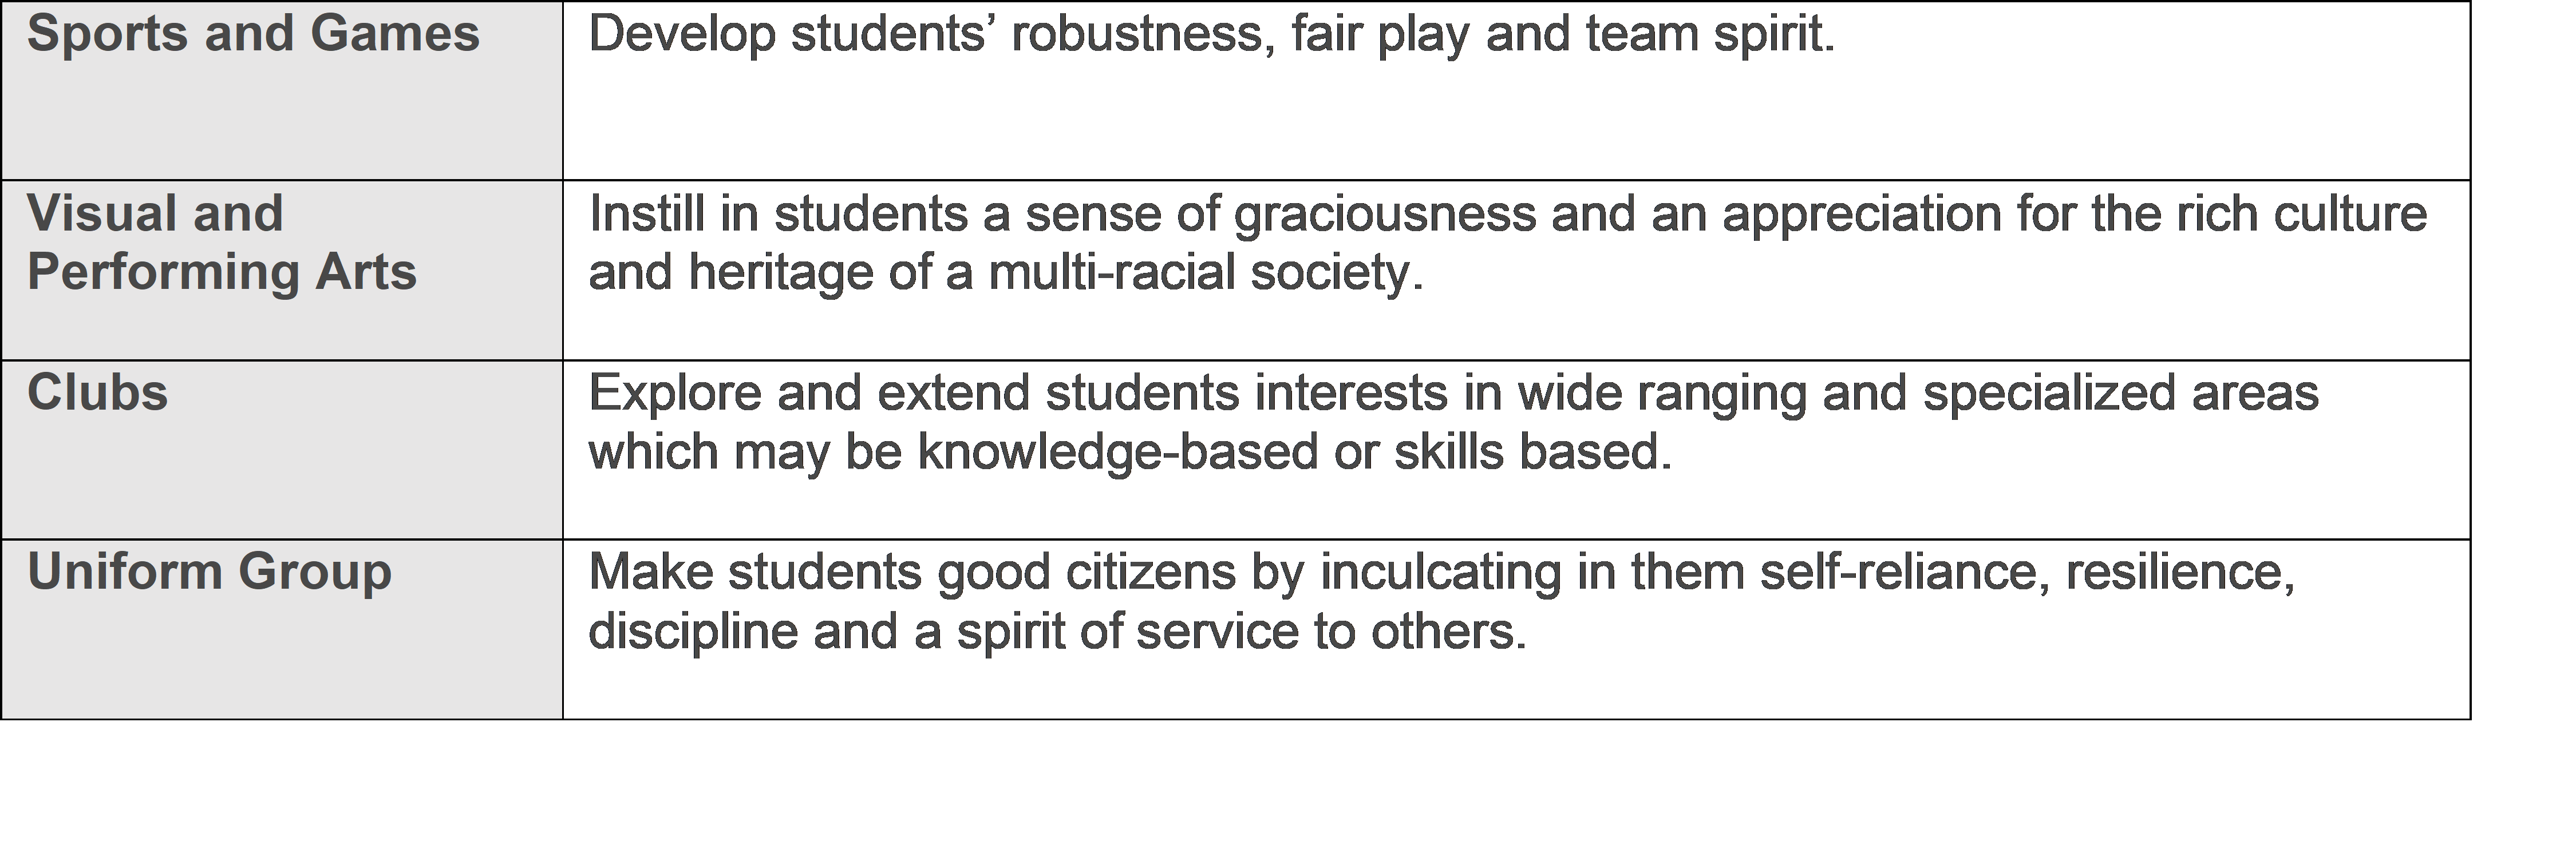 Sports and Games
Develop students’ robustness, fair play and team spirit.
Visual and
Performing Arts
Instill in students a sense of graciousness and an appreciation for the rich culture
and heritage of a multi-racial society.
Clubs
Explore and extend students interests in wide ranging and specialized areas
which may be knowledge-based or skills based.
Uniform Group
Make students good citizens by inculcating in them self-reliance, resilience,
discipline and a spirit of service to others.